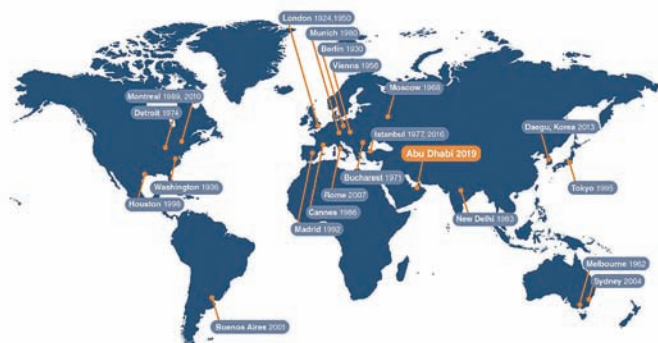 London 1924,1950
Munich 1980
Berlin 1930
Vienna 1956
Moscow 1968
Montreal 1989, 2010
Detroit 1974
Istanbul 1977, 2016
Daegu, Korea 2013
Abu Dhabi 2019
Bucharest 1971
Tokyo 1995
Washington 1936
Rome 2007
New Delhi 1983
Houston 1998
Cannes 1986
Madrid 1992
Melbourne 1962
Sydney 2004
Buenos Aires 2001